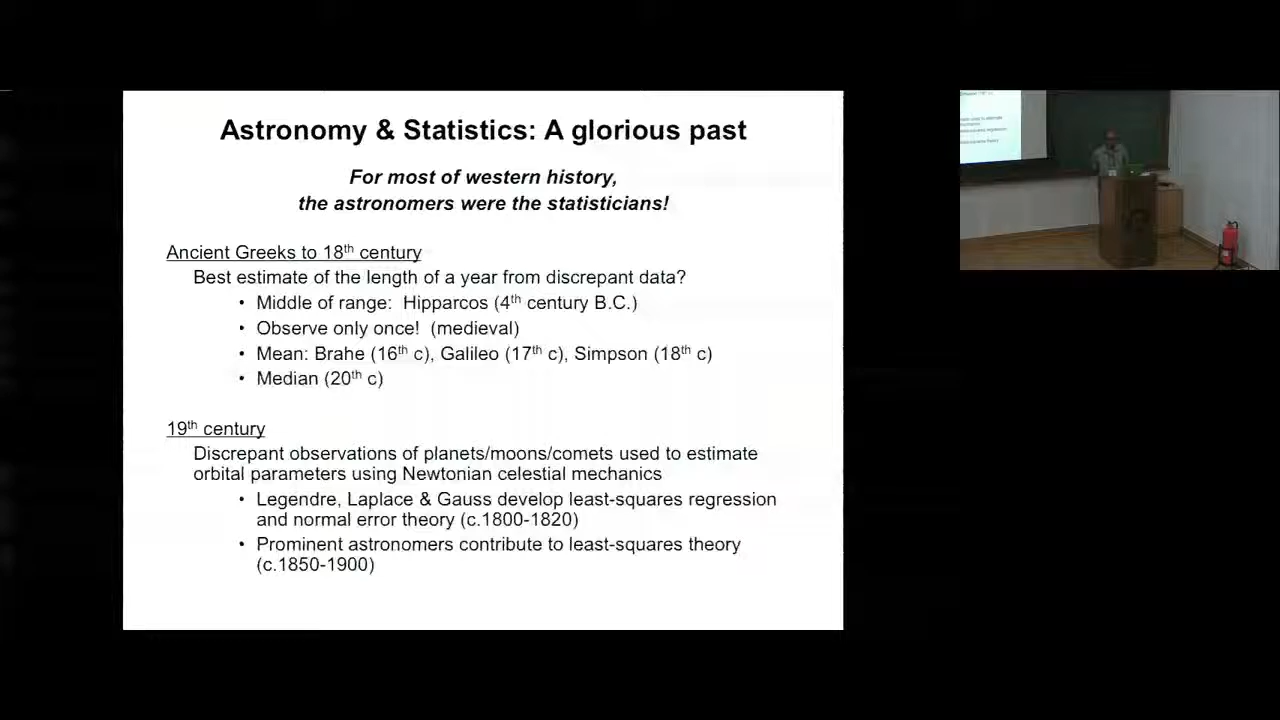 Astronomy & Statistics: A glorious past
For most of western history,
the astronomers were the statisticians!
Ancient Greeks to 18th century
Best estimate of the length of a year from discrepant data?
• Middle of range: Hipparcos (4th century B.C.)
• Observe only once! (medieval)
• Mean: Brahe (16th c), Galileo (17th c), Simpson (18th c)
• Median (20th c)
19th century
Discrepant observations of planets/moons/comets used to estimate
orbital parameters using Newtonian celestial mechanics
• Legendre, Laplace & Gauss develop least-squares regression
and normal error theory (c.1800-1820)
• Prominent astronomers contribute to least-squares theory
(c.1850-1900)